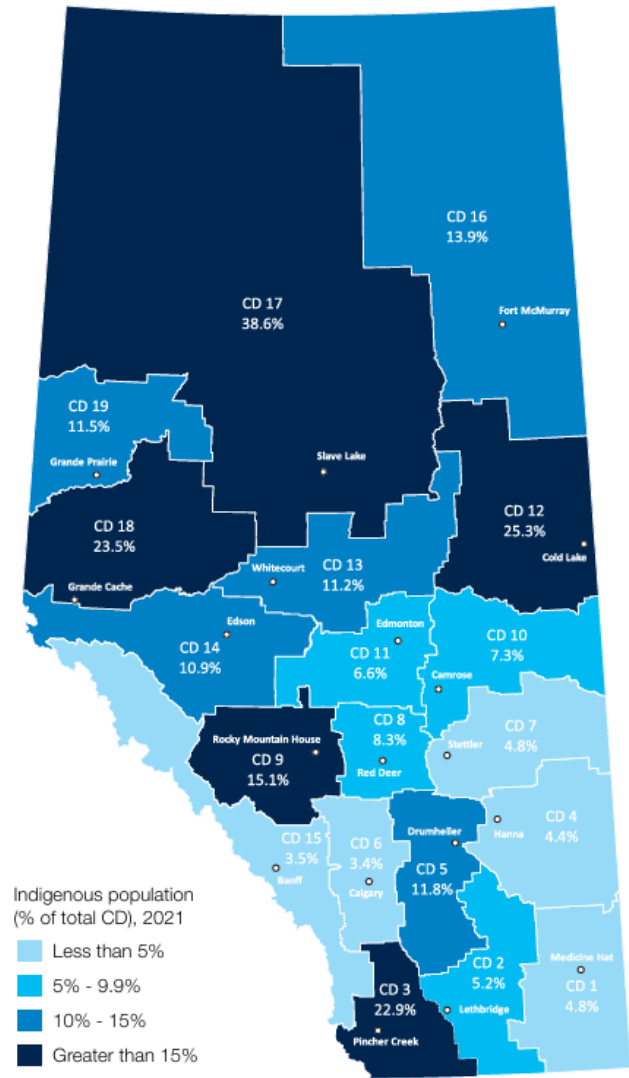 CD 16
13.9%
CD 17
38.6%
Fort McMurray
CD 19
11.5%
Grande Prairie
Slave Lake
CD 12
25.3%
CD 18
23.5%
Cold Lake
CD 13
11.2%
Whitecourt
Grande Cache
Edson
Edmonton
CD 10
7.3%
CD 14
10.9%
CD 11
6.6%
Camrose
CD 8
8.3%
CD 7
4.8%
Rocky Mountain House
Stettler
CD 9
15.1%
Red Deer
CD 4
4.4%
CD 15
3.5%
CD 6
3.4%
Drumheller
Hanna
Banff
Calgary
CD 5
11.8%
Indigenous population
(% of total CD), 2021
Less than 5%
5% - 9.9%
10% - 15%
Greater than 15%
CD 2
5.2%
Medicine Hat
CD 1
4.8%
CD 3
22.9%
Lethbridge
Pincher Creek